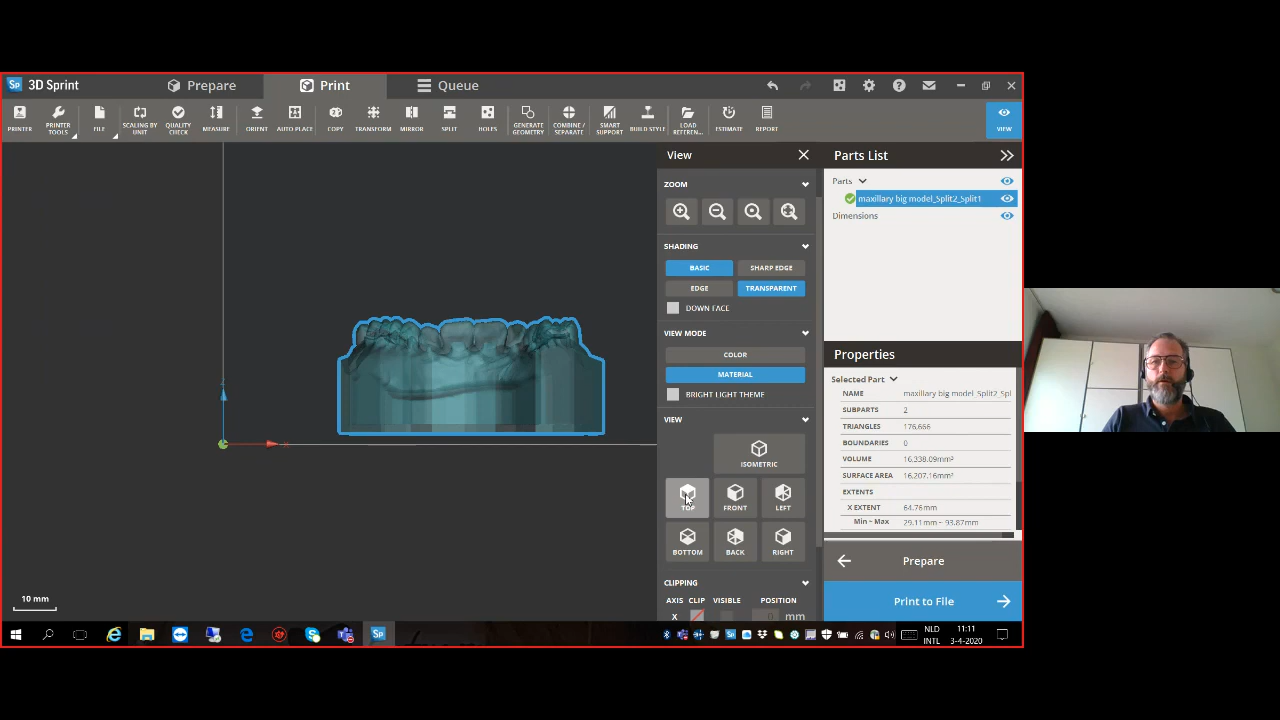 Sp 3D Sprint
Prepare
Print
Queue
PRINTER
PRINTER TOOLS
FILE
SCALING BY UNIT
QUALITY CHECK
MEASURE
ORIENT
AUTO PLACE
COPY
TRANSFORM
MIRROR
SPLIT
HOLES
GENERATE GEOMETRY
COMBINE / SEPARATE
SMART SUPPORT
BUILD STYLE
LOAD REFEREN...
ESTIMATE
REPORT
VIEW
View
ZOOM
SHADING
BASIC
SHARP EDGE
EDGE
TRANSPARENT
DOWN FACE
VIEW MODE
COLOR
MATERIAL
BRIGHT LIGHT THEME
VIEW
ISOMETRIC
TOP
FRONT
LEFT
BOTTOM
BACK
RIGHT
CLIPPING
AXIS CLIP VISIBLE POSITION
X 0 mm
Parts List
Parts
maxillary big model_Split2_Split1
Dimensions
Properties
Selected Part
NAME maxillary big model_Split2_Spl
SUBPARTS 2
TRIANGLES 176,666
BOUNDARIES 0
VOLUME 16,338.09mm³
SURFACE AREA 16,207.16mm²
EXTENTS
X EXTENT 64.76mm
Min ~ Max 29.11mm ~ 93.87mm
Prepare
Print to File
Z
X
10 mm
Sp
NLD
INTL
11:11
3-4-2020